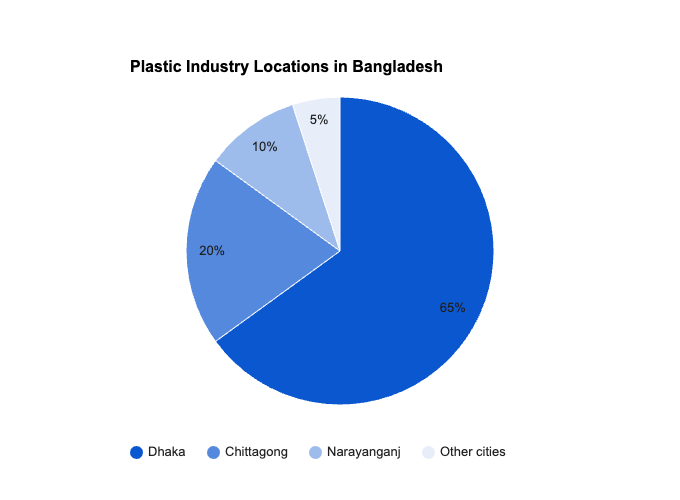 Plastic Industry Locations in Bangladesh
5%
10%
20%
65%
Dhaka
Chittagong
Narayanganj
Other cities